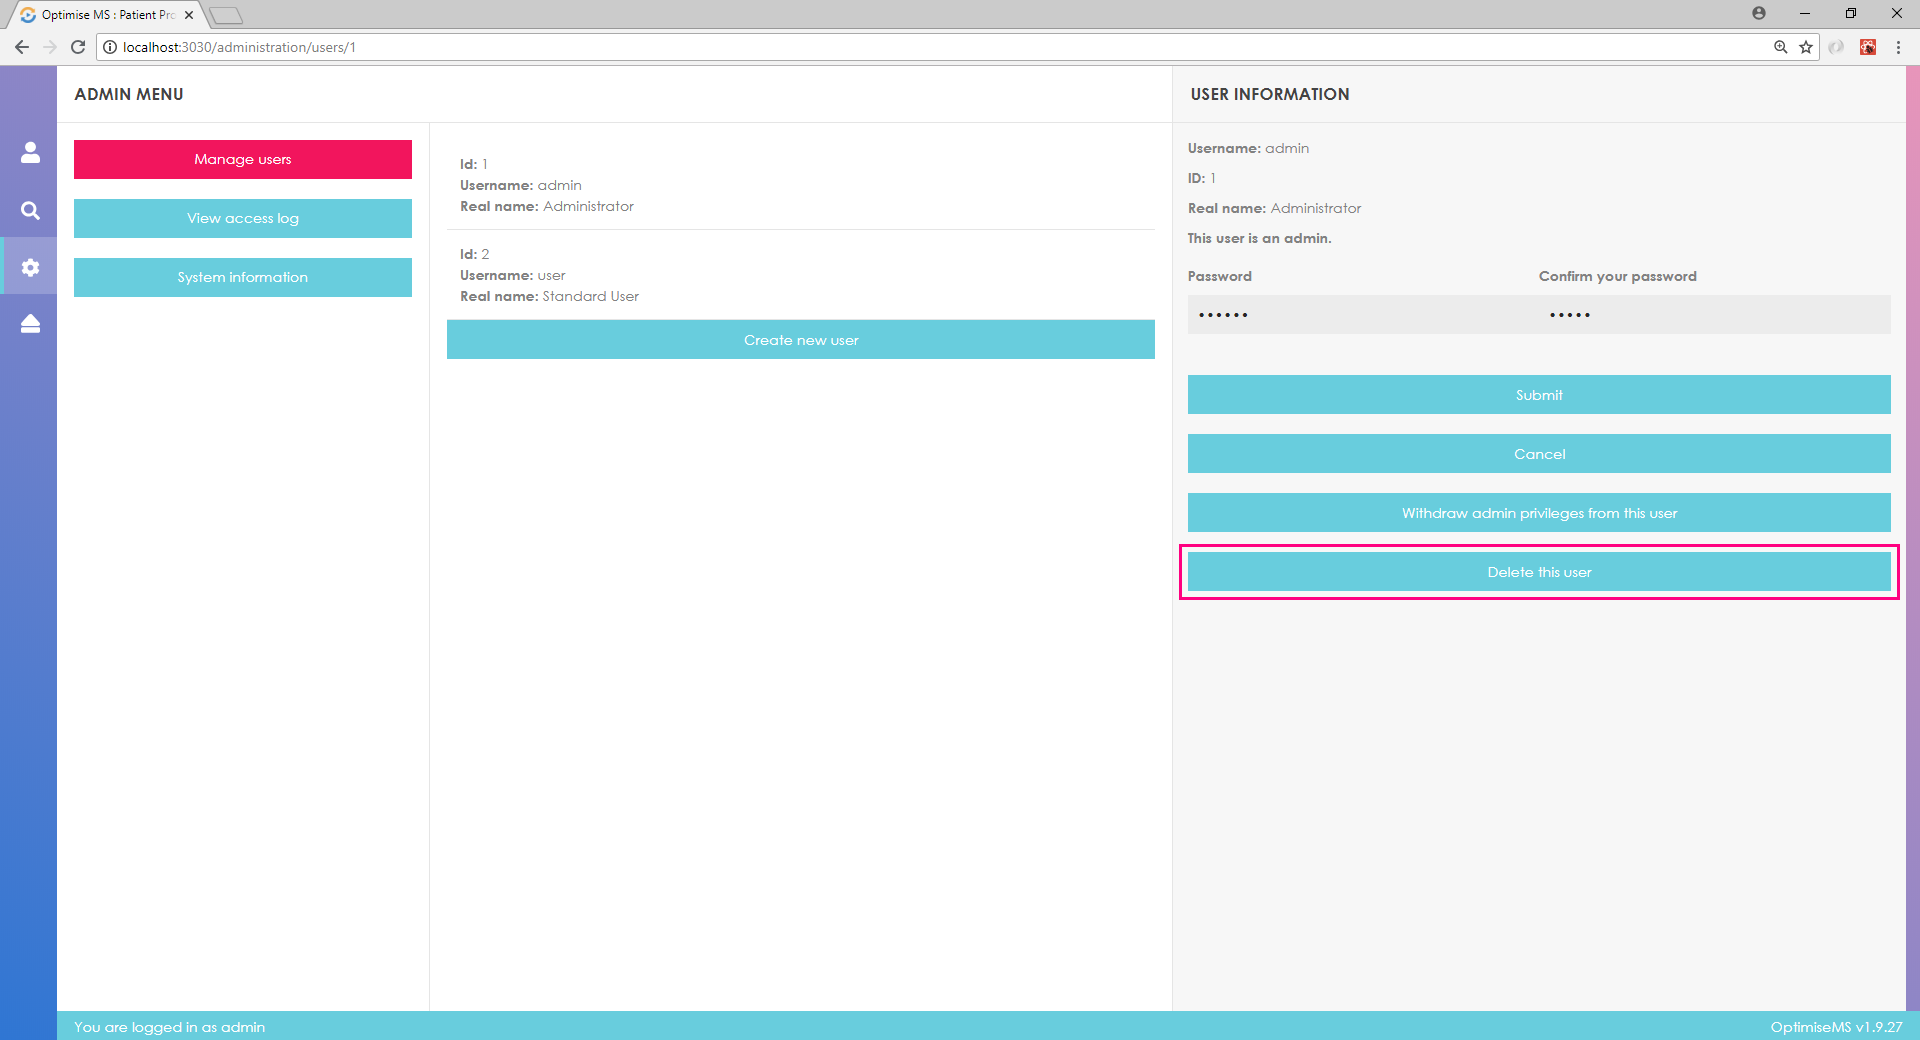 Optimise MS : Patient Pro
localhost:3030/administration/users/1
ADMIN MENU
USER INFORMATION
Manage users
View access log
System information
Id: 1
Username: admin
Real name: Administrator
Id: 2
Username: user
Real name: Standard User
Create new user
Username: admin
ID: 1
Real name: Administrator
This user is an admin.
Password
Confirm your password
Submit
Cancel
Withdraw admin privileges from this user
Delete this user
You are logged in as admin
OptimiseMS v1.9.27